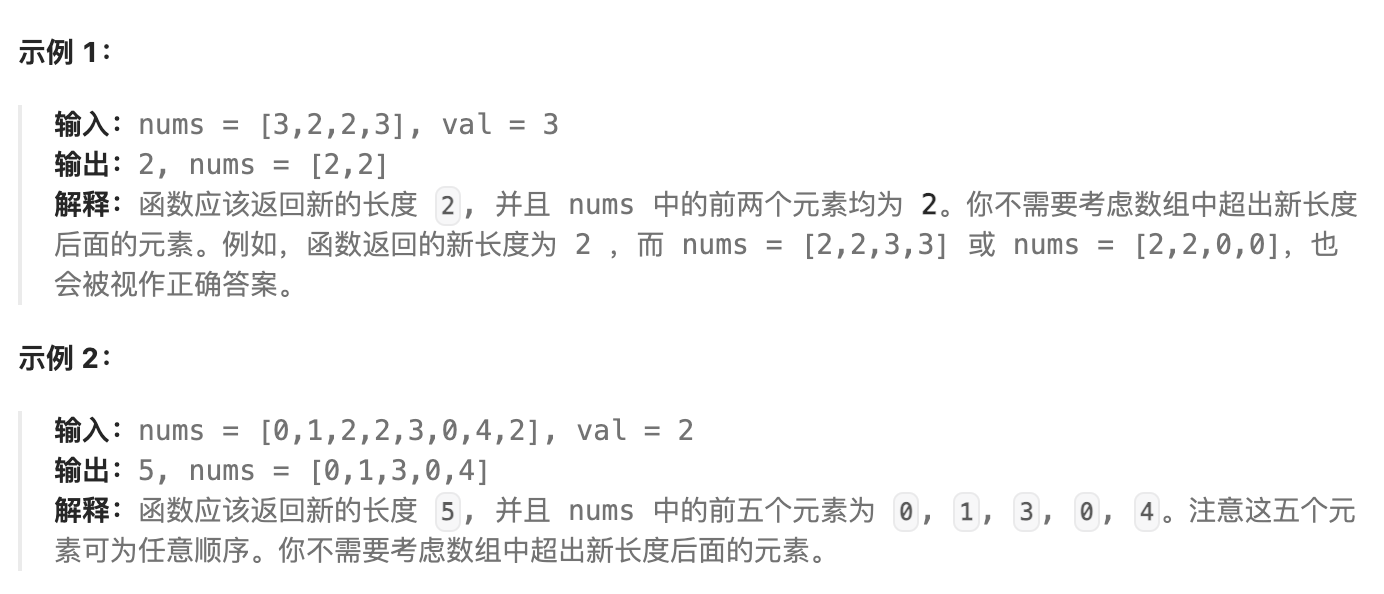 示例 1：
输入：nums = [3,2,2,3], val = 3
输出：2, nums = [2,2]
解释：函数应该返回新的长度 2, 并且 nums 中的前两个元素均为 2。你不需要考虑数组中超出新长度
后面的元素。例如，函数返回的新长度为 2 ，而 nums = [2,2,3,3] 或 nums = [2,2,0,0]，也
会被视作正确答案。
示例 2：
输入：nums = [0,1,2,2,3,0,4,2], val = 2
输出：5, nums = [0,1,3,0,4]
解释：函数应该返回新的长度 5, 并且 nums 中的前五个元素为 0, 1, 3, 0, 4。注意这五个元
素可为任意顺序。你不需要考虑数组中超出新长度后面的元素。